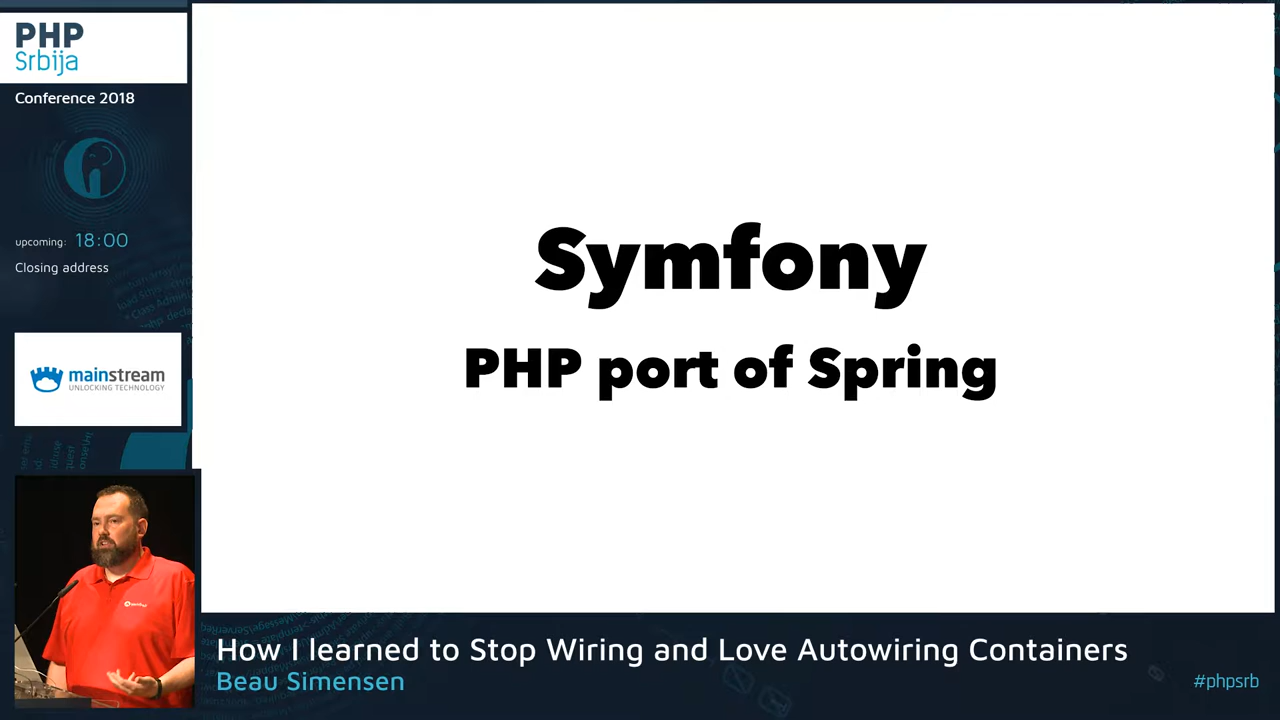 PHP
Srbija
Conference 2018
upcoming: 18:00
Closing address
mainstream
UNLOCKING TECHNOLOGY
Symfony
PHP port of Spring
How I learned to Stop Wiring and Love Autowiring Containers
Beau Simensen
#phpsrb